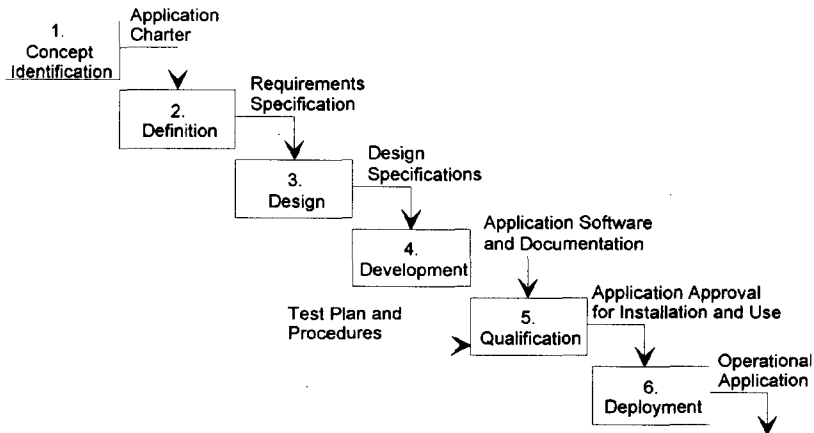 1.
Concept
Identification
Application
Charter
2.
Definition
Requirements
Specification
3.
Design
Design
Specifications
4.
Development
Application Software
and Documentation
Test Plan and
Procedures
5.
Qualification
Application Approval
for Installation and Use
6.
Deployment
Operational
Application